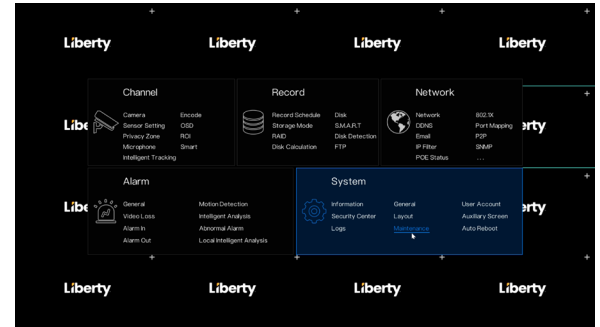 Liberty Liberty Liberty Liberty
Channel
Camera Encode
Sensor Setting OSD
Privacy Zone ROI
Microphone Smart
Intelligent Tracking
Record
Record Schedule Disk
Storage Mode S.M.A.R.T
RAID Disk Detection
Disk Calculation FTP
Network
Network 802.1X
DDNS Port Mapping
Email P2P
IP Filter SNMP
POE Status ...
Libe erty
Alarm
General Motion Detection
Video Loss Intelligent Analysis
Alarm In Abnormal Alarm
Alarm Out Local Intelligent Analysis
System
Information General User Account
Security Center Layout Auxiliary Screen
Logs Maintenance Auto Reboot
Libe erty
Liberty Liberty Liberty Liberty